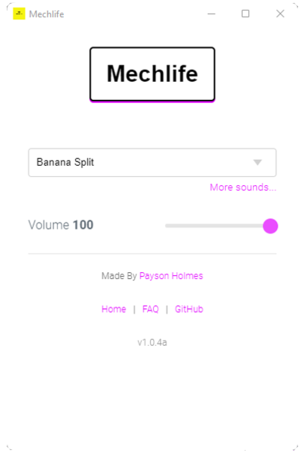 Mechlife
Mechlife
Banana Split
More sounds...
Volume 100
Made By Payson Holmes
Home | FAQ | GitHub
v1.0.4a